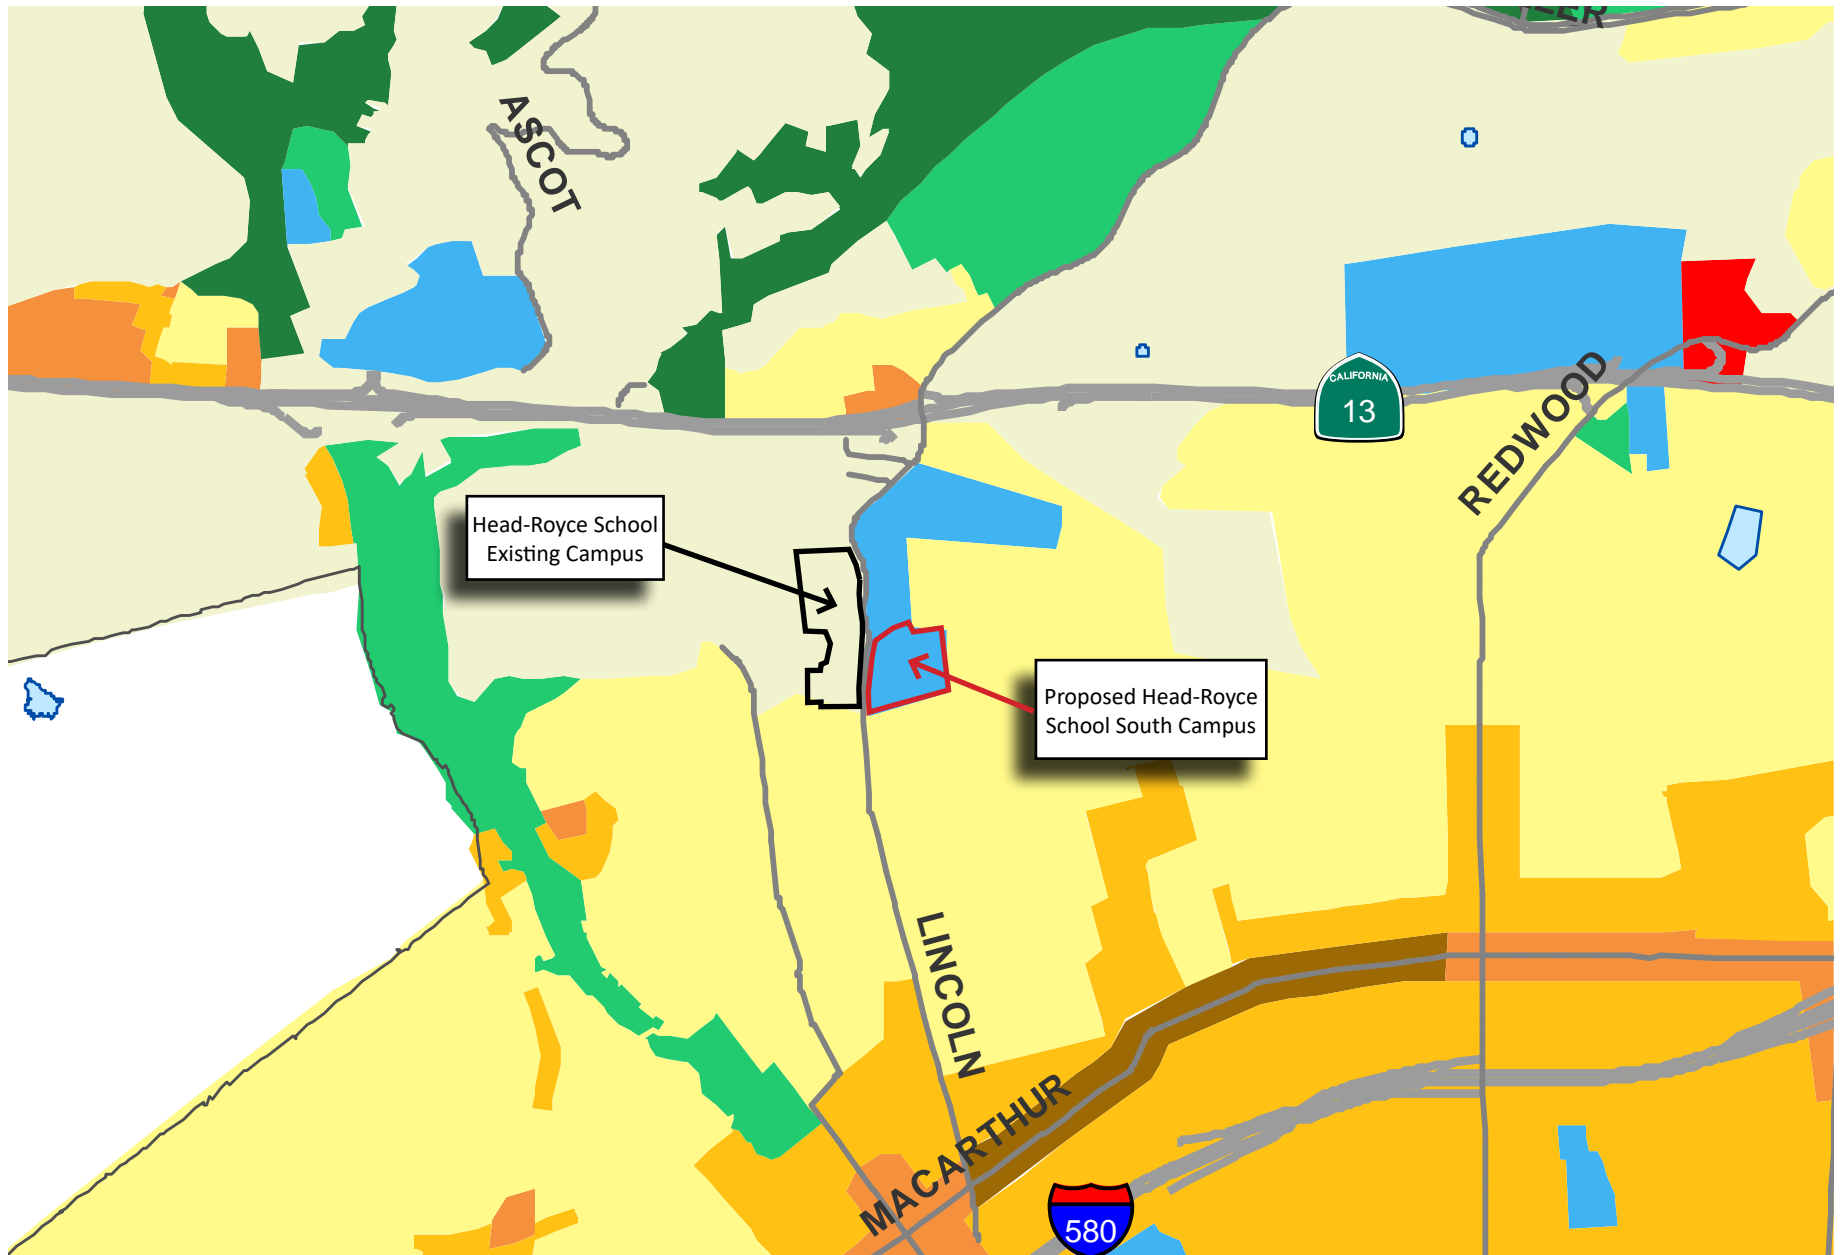 ASCOT
CALIFORNIA
13
REDWOOD
Head-Royce School
Existing Campus
Proposed Head-Royce
School South Campus
LINCOLN
MACARTHUR
580